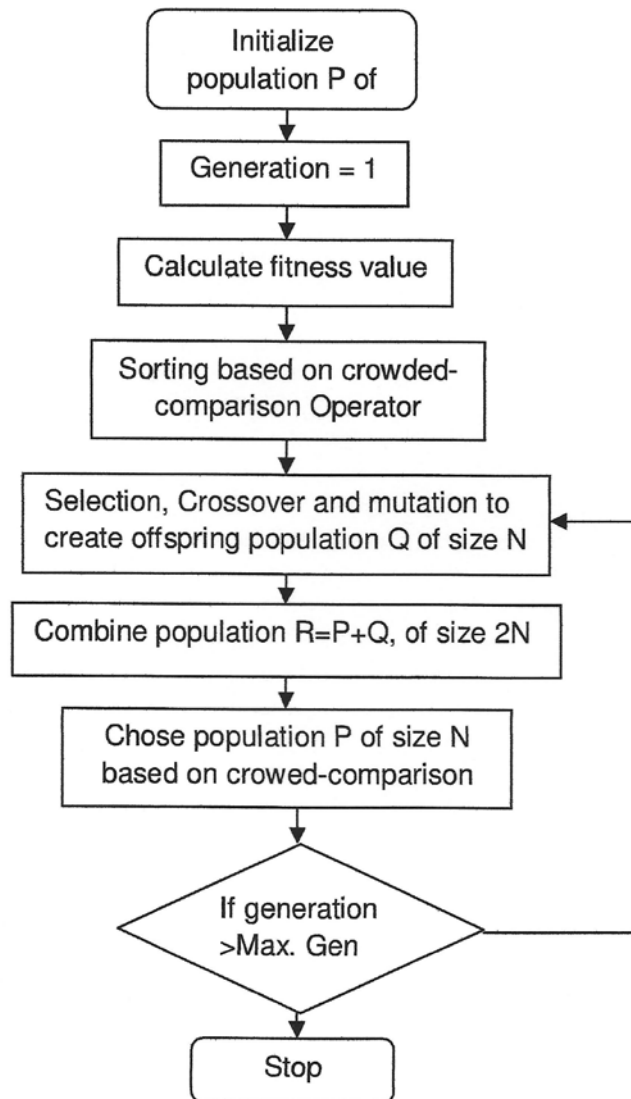 Initialize
population P of
Generation = 1
Calculate fitness value
Sorting based on crowded-
comparison Operator
Selection, Crossover and mutation to
create offspring population Q of size N
Combine population R=P+Q, of size 2N
Chose population P of size N
based on crowed-comparison
If generation
>Max. Gen
Stop